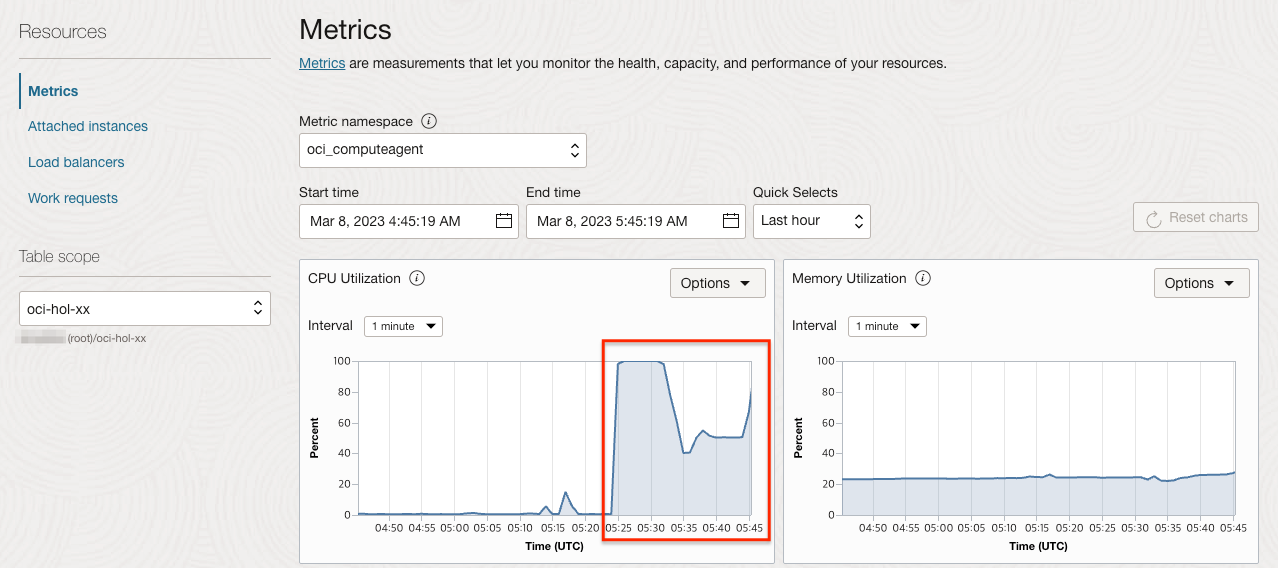 Resources
Metrics
Attached instances
Load balancers
Work requests
Table scope
oci-hol-xx
(root)/oci-hol-xx
Metrics
Metrics are measurements that let you monitor the health, capacity, and performance of your resources.
Metric namespace i
oci_computeagent
Start time End time Quick Selects
Mar 8, 2023 4:45:19 AM Mar 8, 2023 5:45:19 AM Last hour Reset charts
CPU Utilization i Options
Interval 1 minute
100
80
60
40
20
0
Percent
04:50 04:55 05:00 05:05 05:10 05:15 05:20 05:25 05:30 05:35 05:40 05:45
Time (UTC)
Memory Utilization i Options
Interval 1 minute
100
80
60
40
20
0
Percent
04:50 04:55 05:00 05:05 05:10 05:15 05:20 05:25 05:30 05:35 05:40 05:45
Time (UTC)